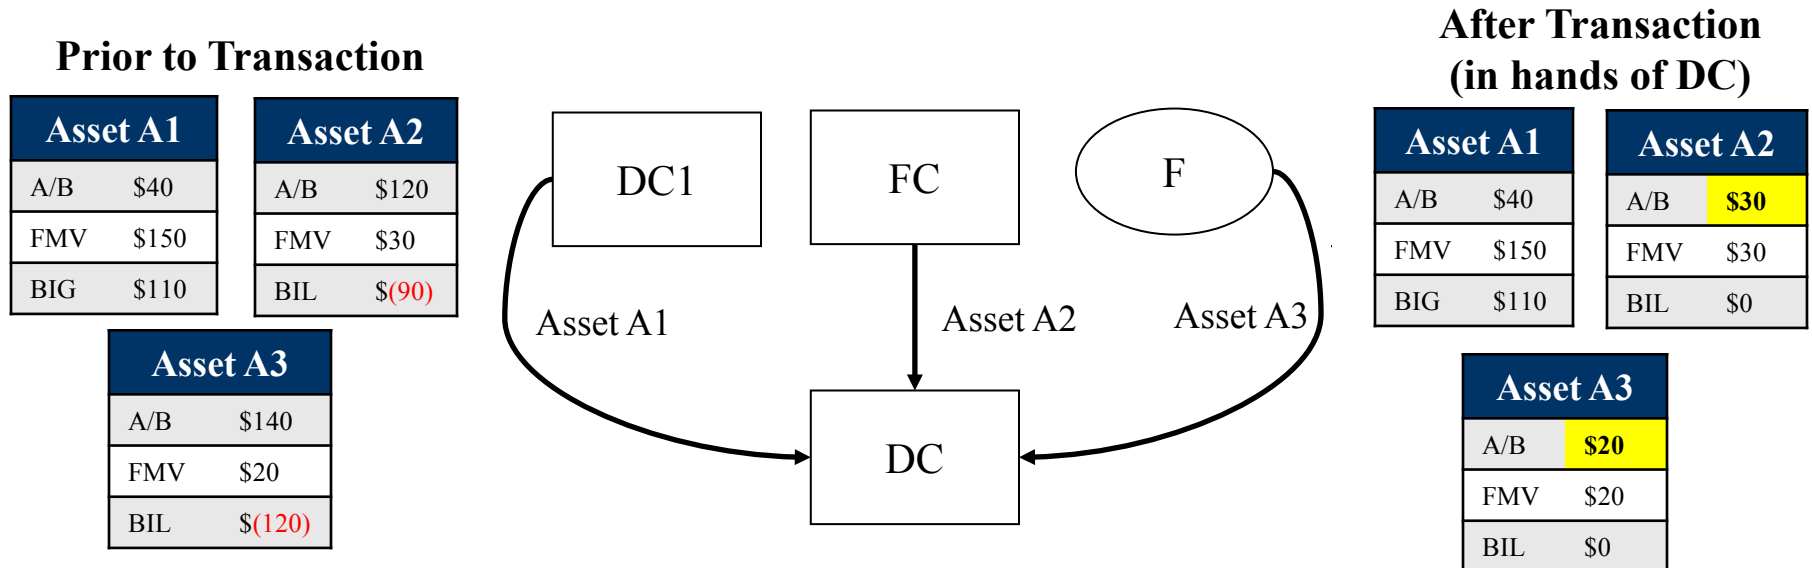 Prior to Transaction
Asset A1
A/B $40
FMV $150
BIG $110
Asset A2
A/B $120
FMV $30
BIL $(90)
Asset A3
A/B $140
FMV $20
BIL $(120)
DC1
FC
F
Asset A1
Asset A2
Asset A3
DC
After Transaction
(in hands of DC)
Asset A1
A/B $40
FMV $150
BIG $110
Asset A2
A/B $30
FMV $30
BIL $0
Asset A3
A/B $20
FMV $20
BIL $0